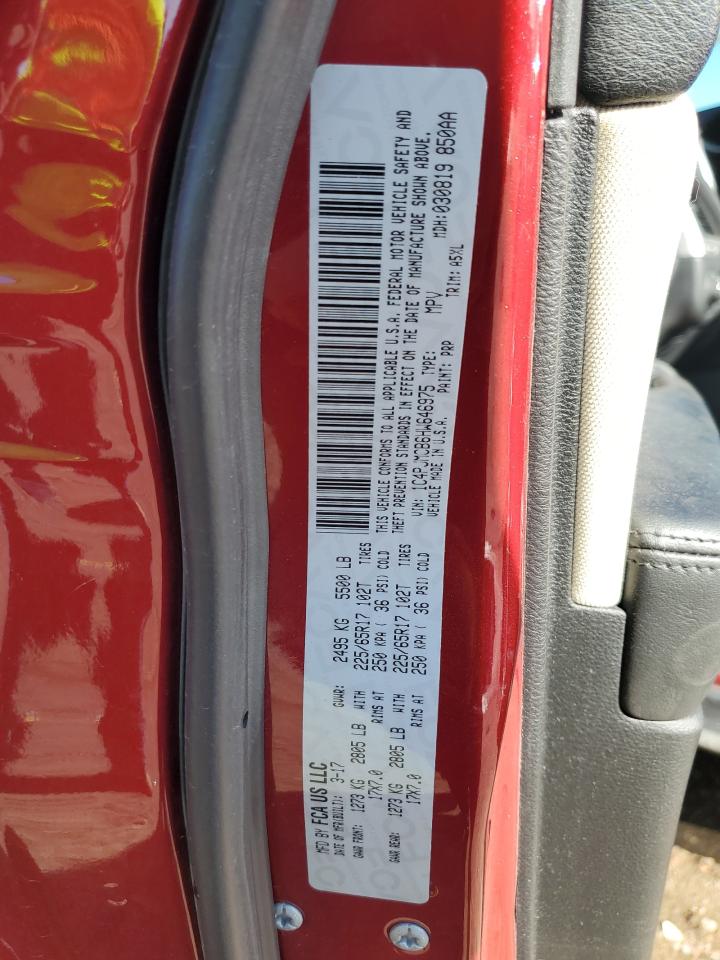 MFD BY FCA US LLC
DATE OF MFR(BUILT): 3-17 GVWR: 2495 KG 5500 LB
GAWR FRONT: 1273 KG 2805 LB WITH 225/65R17 102T TIRES
17X7.0 RIMS AT 250 KPA ( 36 PSI) COLD
GAWR REAR: 1273 KG 2805 LB WITH 225/65R17 102T TIRES
17X7.0 RIMS AT 250 KPA ( 36 PSI) COLD
THIS VEHICLE CONFORMS TO ALL APPLICABLE U.S.A. FEDERAL MOTOR VEHICLE SAFETY AND
THEFT PREVENTION STANDARDS IN EFFECT ON THE DATE OF MANUFACTURE SHOWN ABOVE.
VIN: 1C4PJMCB6HW646975 TYPE: MPV MDH:030819 850AA
VEHICLE MADE IN U.S.A. PAINT: PRP TRIM: A5XL